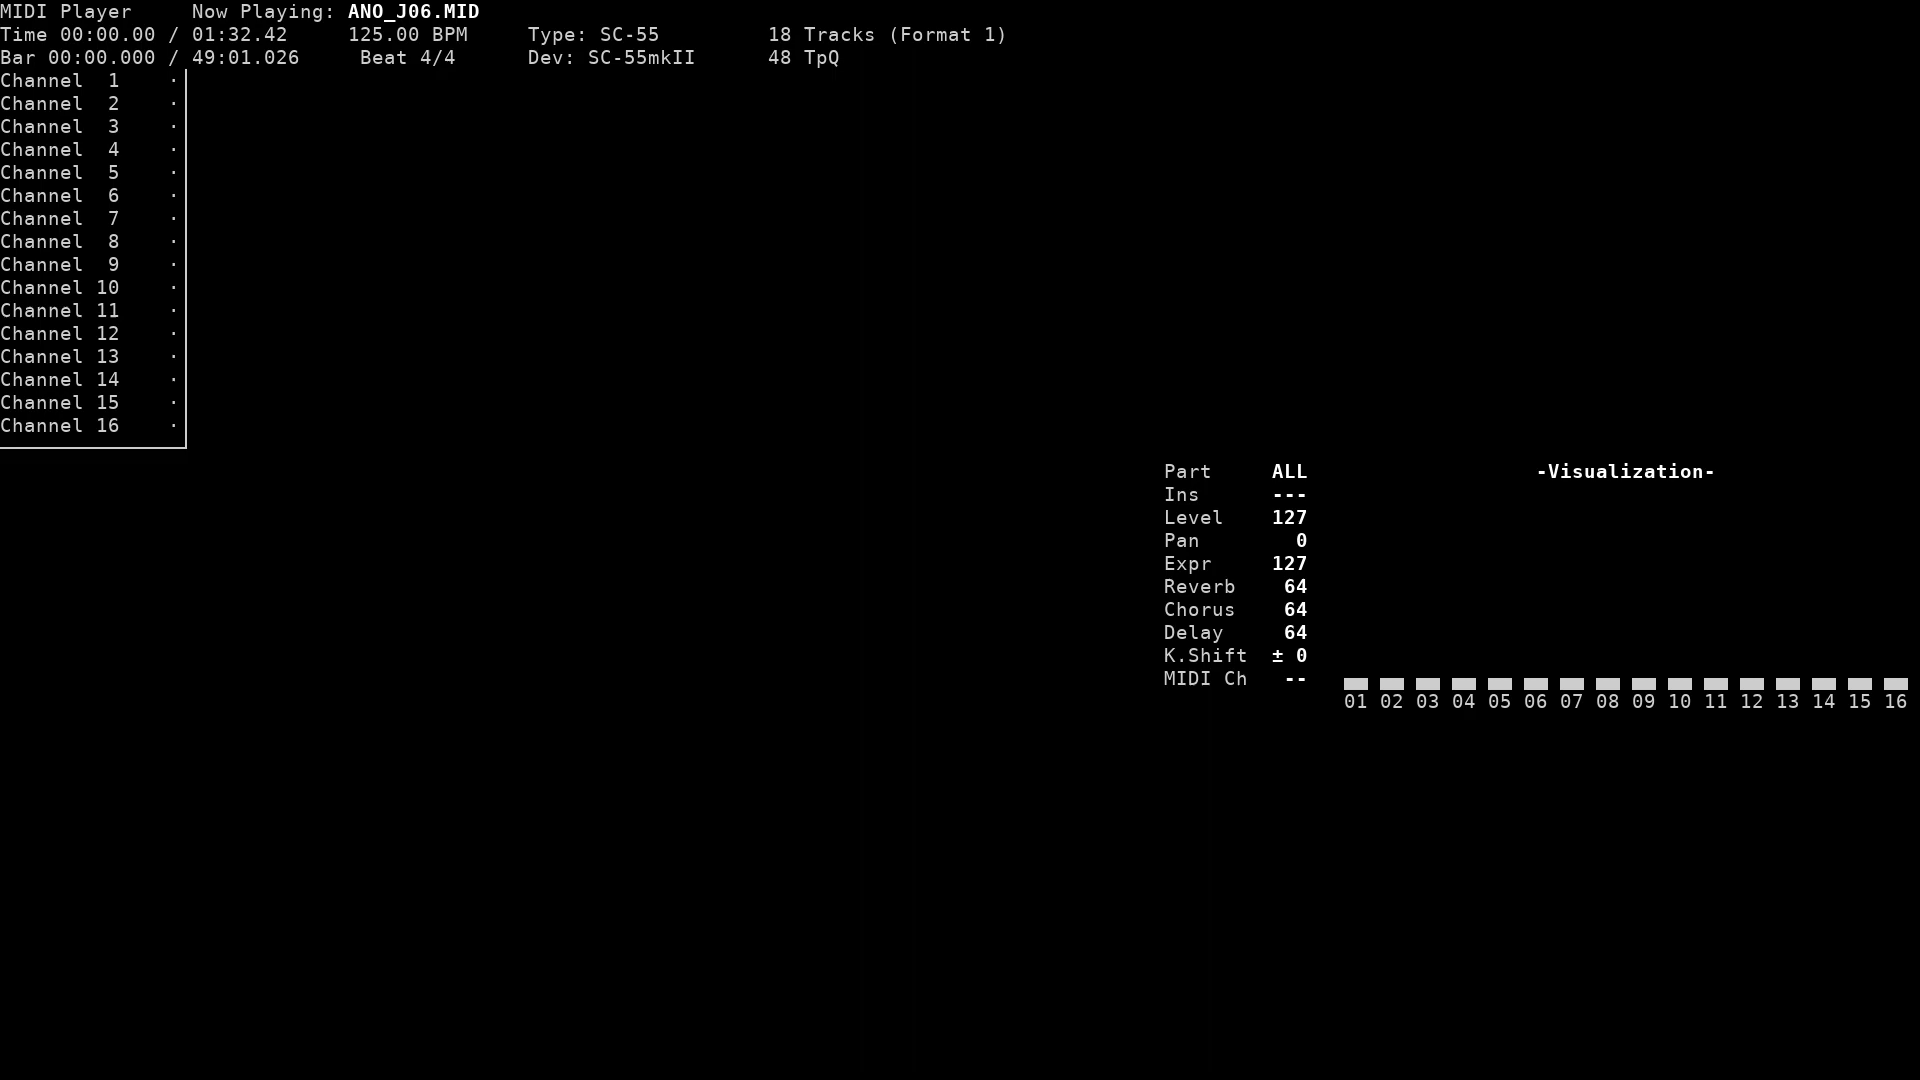 MIDI Player     Now Playing: ANO_J06.MID
Time 00:00.00 / 01:32.42     125.00 BPM     Type: SC-55         18 Tracks (Format 1)
Bar 00:00.000 / 49:01.026     Beat 4/4      Dev: SC-55mkII      48 TpQ
Channel  1    ·
Channel  2    ·
Channel  3    ·
Channel  4    ·
Channel  5    ·
Channel  6    ·
Channel  7    ·
Channel  8    ·
Channel  9    ·
Channel 10    ·
Channel 11    ·
Channel 12    ·
Channel 13    ·
Channel 14    ·
Channel 15    ·
Channel 16    ·
Part     ALL                   -Visualization-
Ins      ---
Level    127
Pan        0
Expr     127
Reverb    64
Chorus    64
Delay     64
K.Shift  ± 0
MIDI Ch   --
01 02 03 04 05 06 07 08 09 10 11 12 13 14 15 16